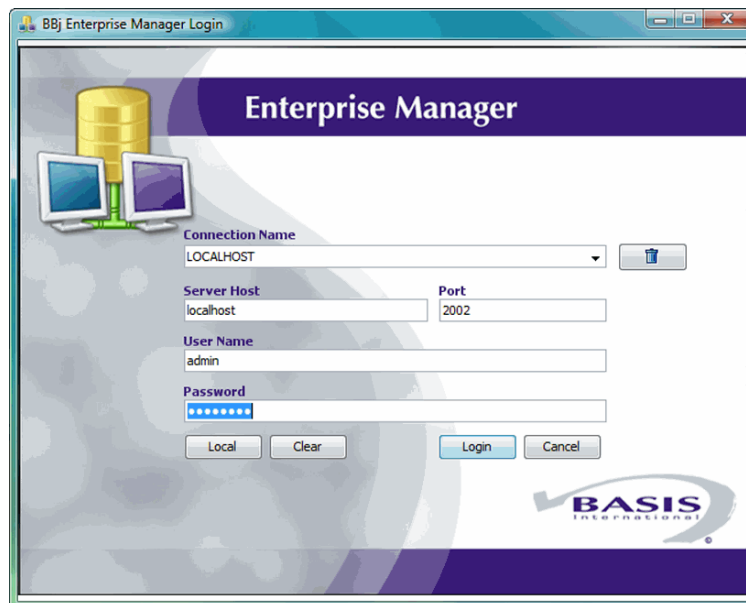 BBj Enterprise Manager Login
Enterprise Manager
Connection Name
LOCALHOST
Server Host Port
localhost 2002
User Name
admin
Password
••••••••
Local Clear Login Cancel
BASIS
International